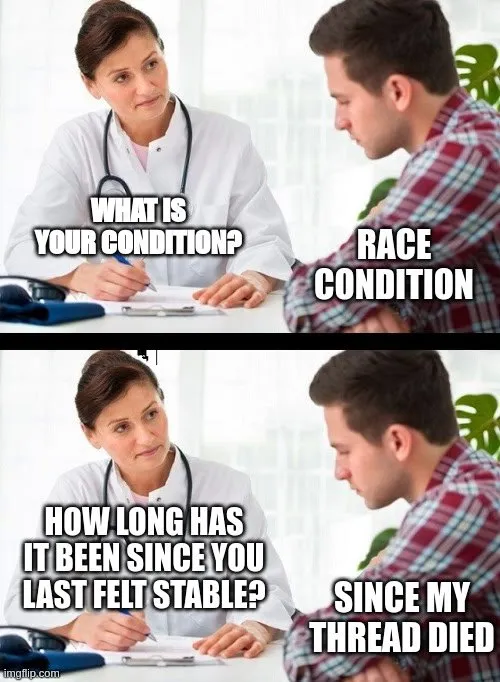 WHAT IS
YOUR CONDITION?
RACE
CONDITION
HOW LONG HAS
IT BEEN SINCE YOU
LAST FELT STABLE?
SINCE MY
THREAD DIED
imgflip.com